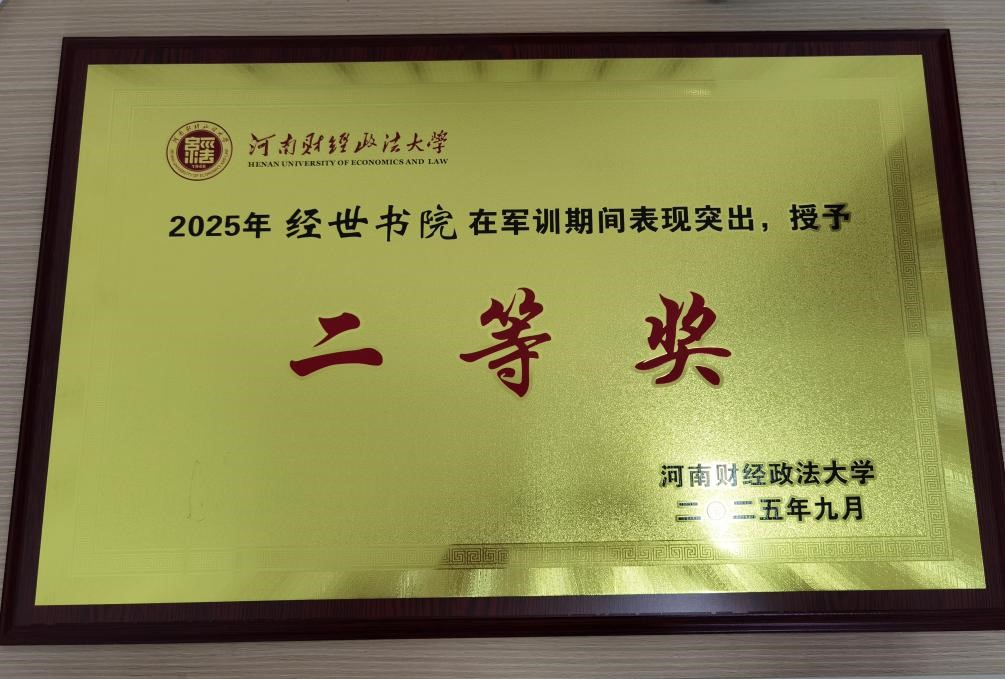 河南财经政法大学
HENAN UNIVERSITY OF ECONOMICS AND LAW
2025年 经世书院 在军训期间表现突出，授予
二等奖
河南财经政法大学
二〇二五年九月